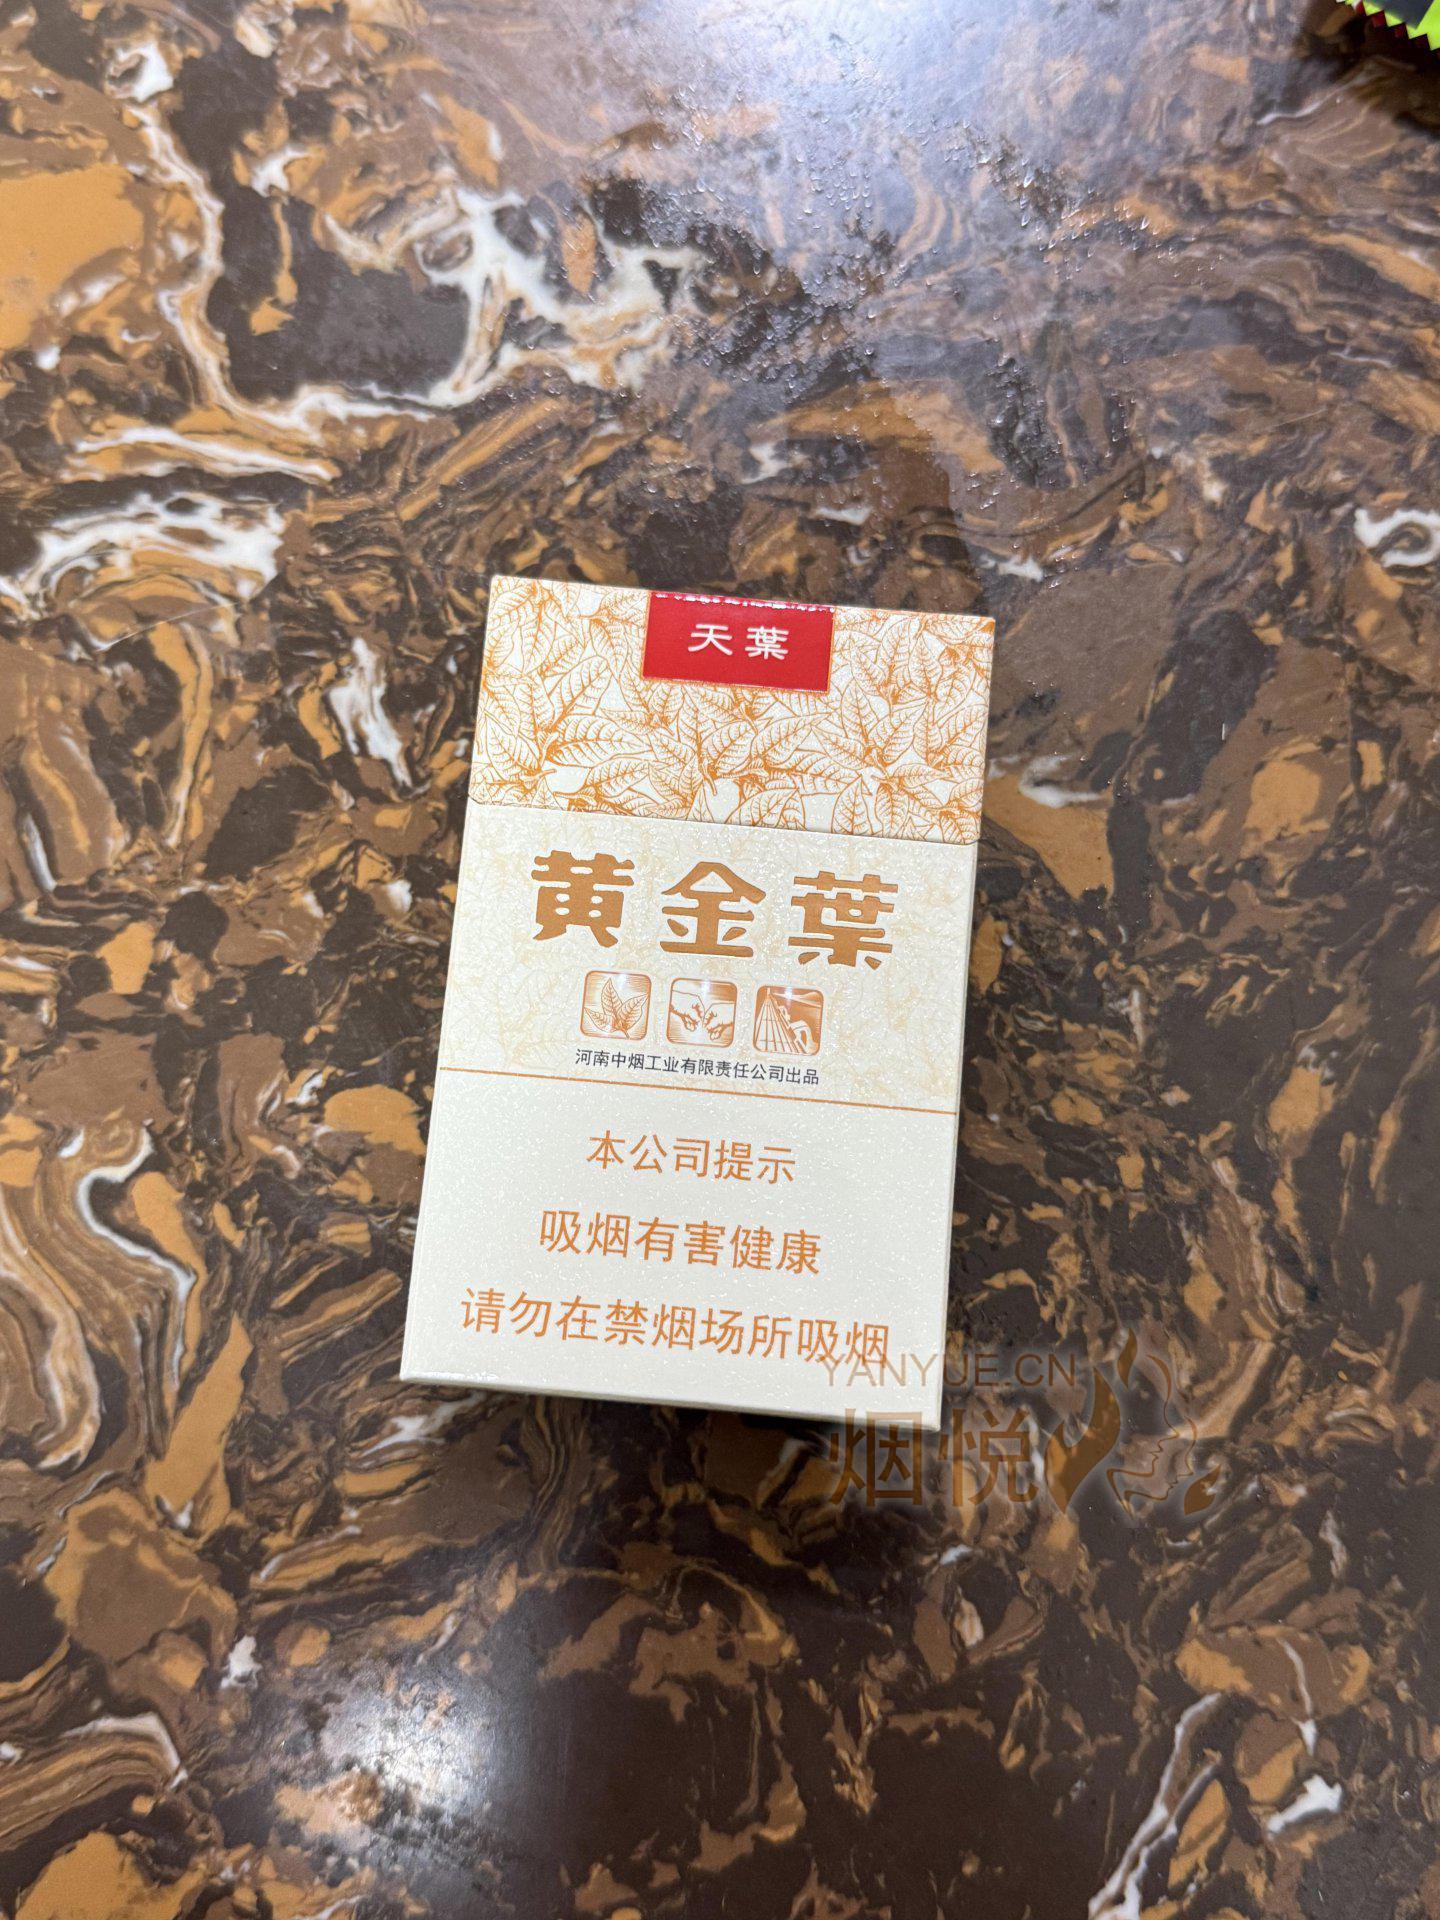 天葉
黄金葉
河南中烟工业有限责任公司出品
本公司提示
吸烟有害健康
请勿在禁烟场所吸烟
YANYUE.CN
烟悦